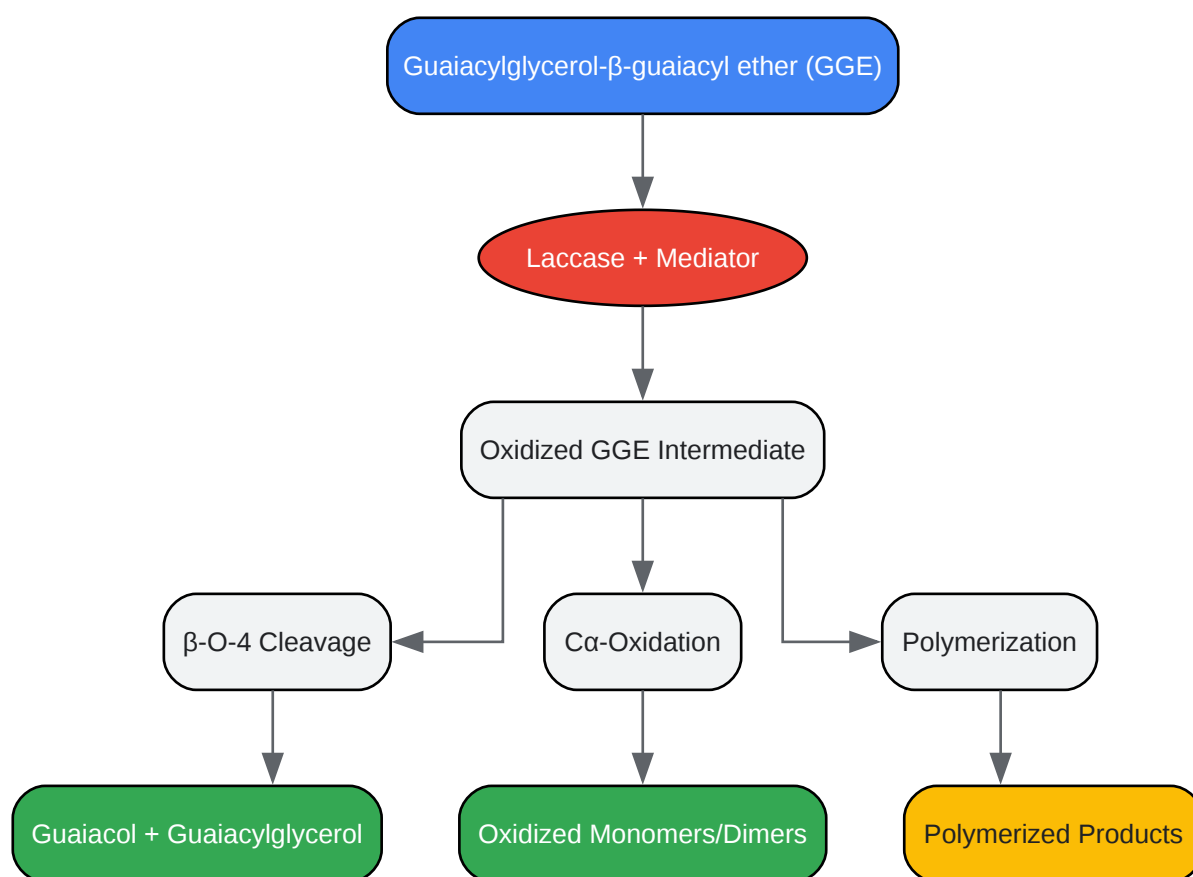 Guaiacylglycerol-β-guaiacyl ether (GGE)
Laccase + Mediator
Oxidized GGE Intermediate
β-O-4 Cleavage
Cα-Oxidation
Polymerization
Guaiacol + Guaiacylglycerol
Oxidized Monomers/Dimers
Polymerized Products